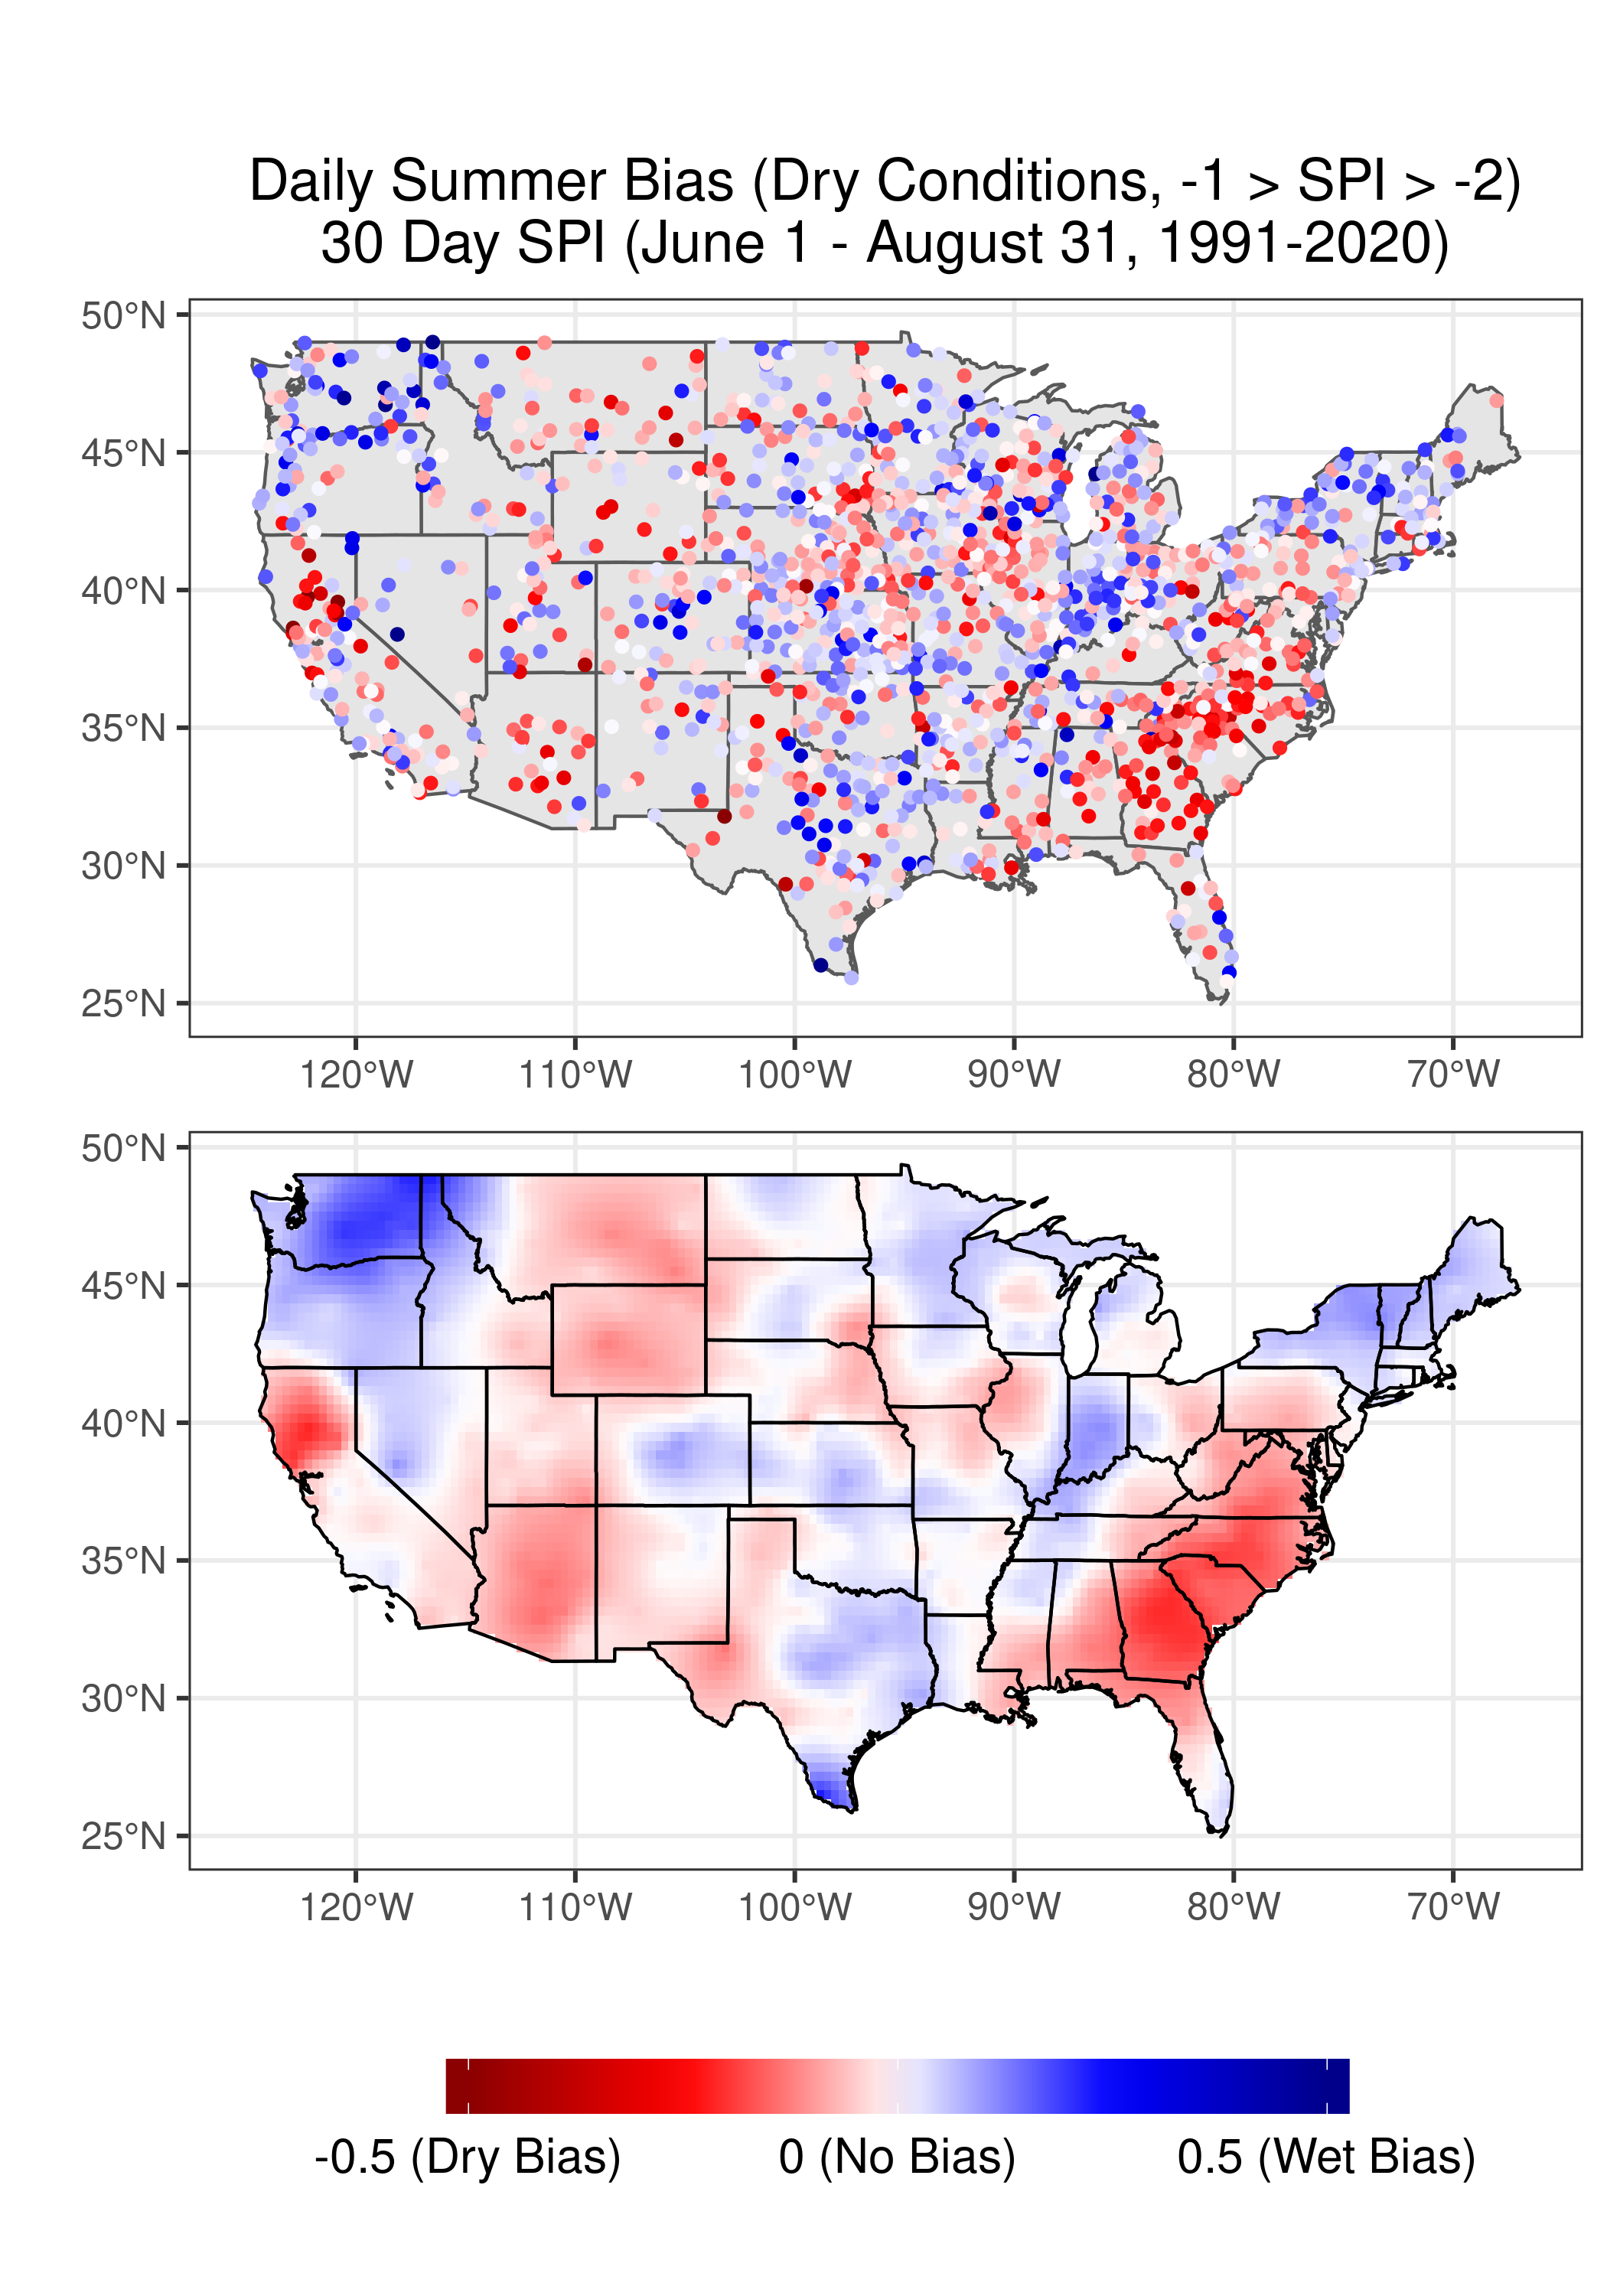 Daily Summer Bias (Dry Conditions, -1 > SPI > -2)
30 Day SPI (June 1 - August 31, 1991-2020)
50°N
45°N
40°N
35°N
30°N
25°N
120°W 110°W 100°W 90°W 80°W 70°W
50°N
45°N
40°N
35°N
30°N
25°N
120°W 110°W 100°W 90°W 80°W 70°W
-0.5 (Dry Bias) 0 (No Bias) 0.5 (Wet Bias)